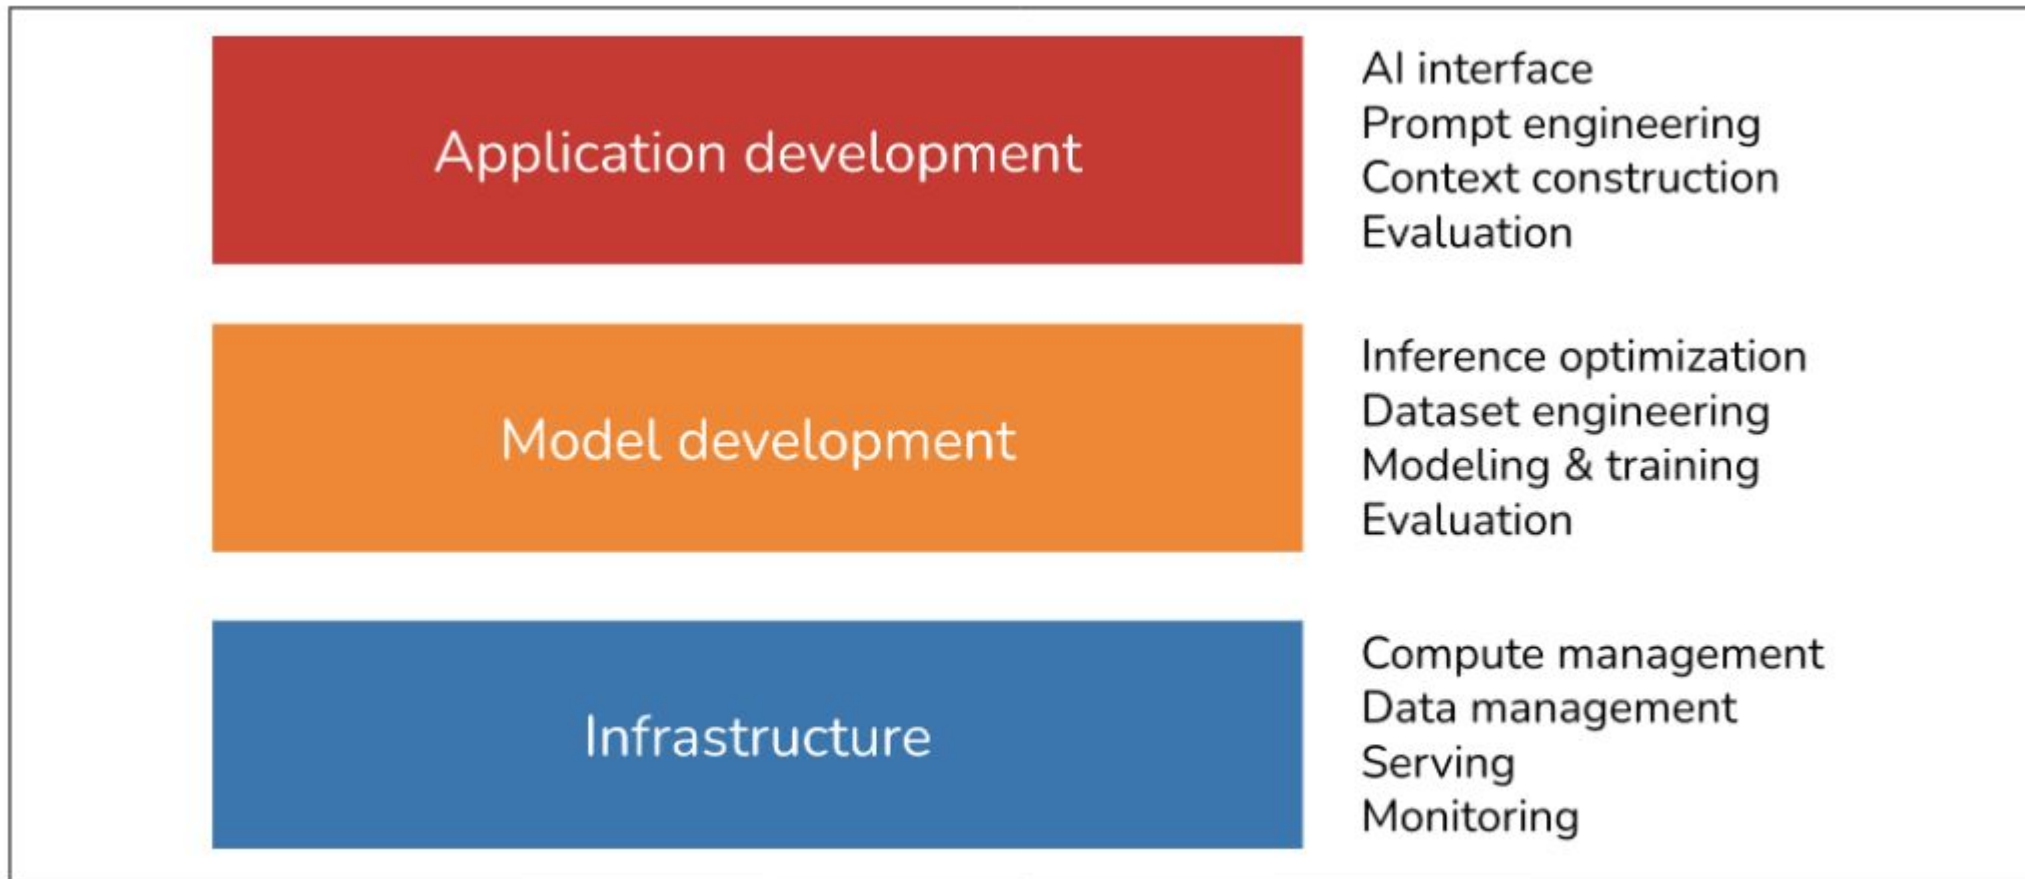 Application development
AI interface
Prompt engineering
Context construction
Evaluation
Model development
Inference optimization
Dataset engineering
Modeling & training
Evaluation
Infrastructure
Compute management
Data management
Serving
Monitoring